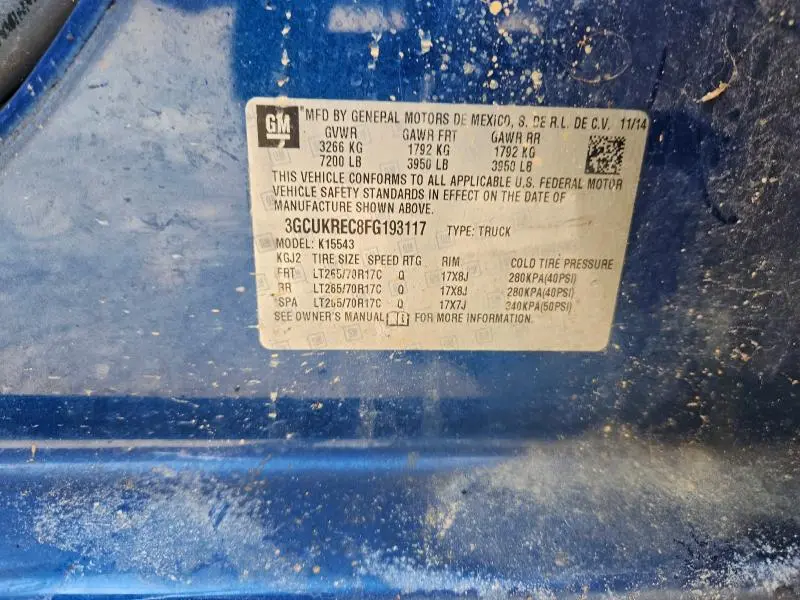 GM
MFD BY GENERAL MOTORS DE MEXICO, S. DE R.L. DE C.V. 11/14
GVWR GAWR FRT GAWR RR
3266 KG 1792 KG 1792 KG
7200 LB 3950 LB 3950 LB
THIS VEHICLE CONFORMS TO ALL APPLICABLE U.S. FEDERAL MOTOR
VEHICLE SAFETY STANDARDS IN EFFECT ON THE DATE OF
MANUFACTURE SHOWN ABOVE.
3GCUKREC8FG193117 TYPE: TRUCK
MODEL: K15543
KGJ2 TIRE SIZE SPEED RTG RIM COLD TIRE PRESSURE
FRT LT265/70R17C Q 17X8J 280KPA(40PSI)
RR LT265/70R17C Q 17X8J 280KPA(40PSI)
SPA LT265/70R17C Q 17X7J 340KPA(50PSI)
SEE OWNER'S MANUAL FOR MORE INFORMATION.